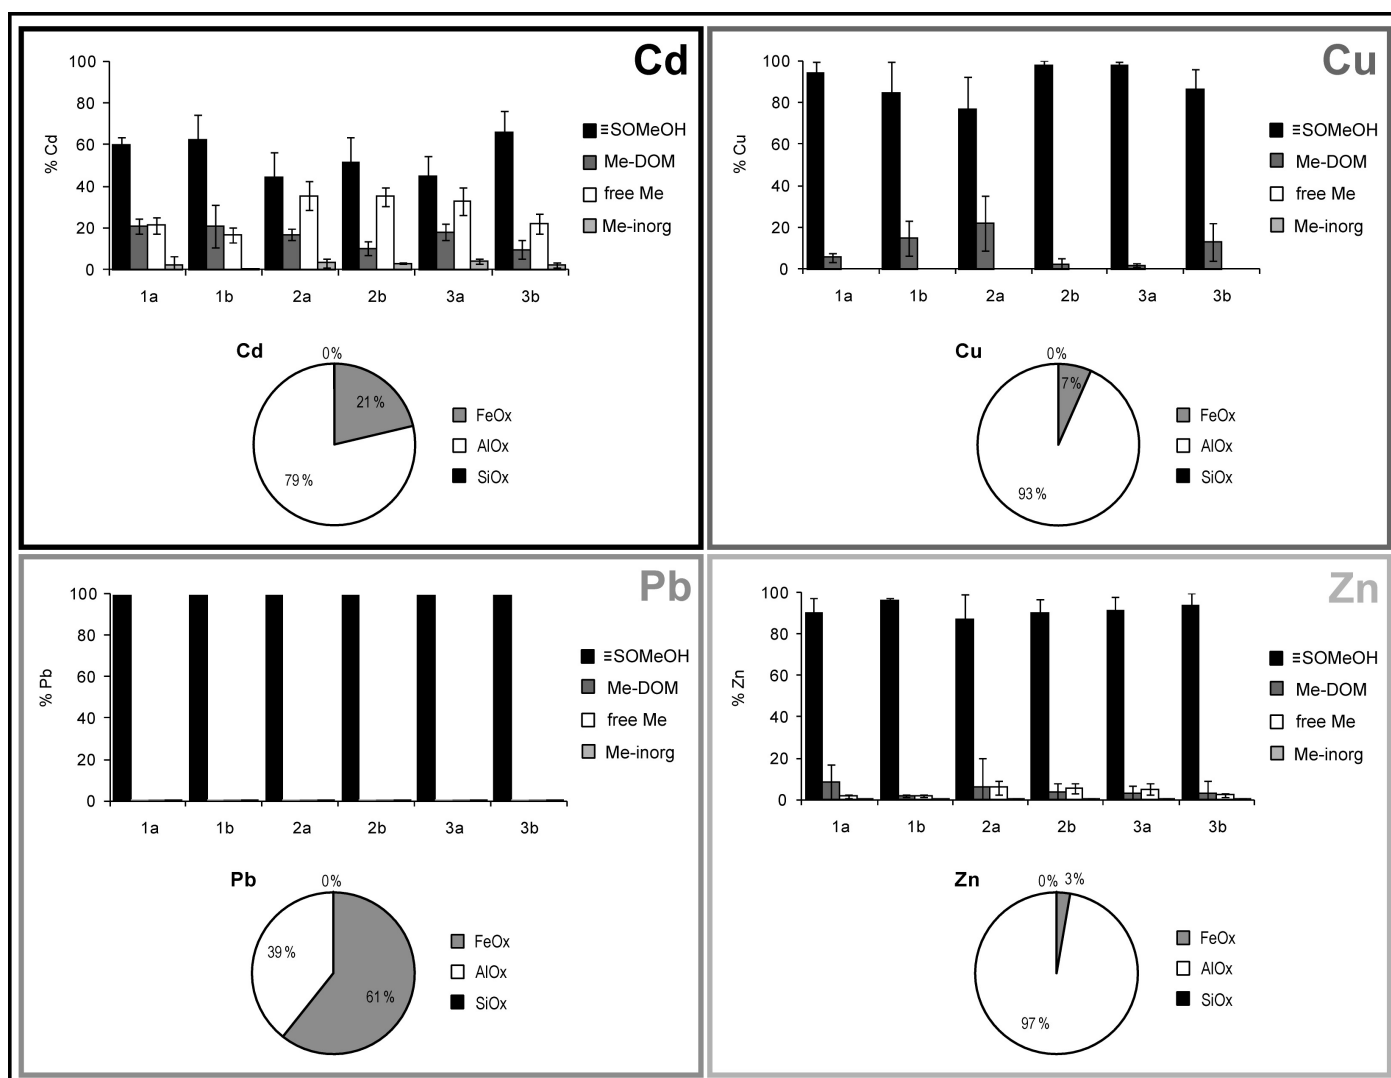 Cd
100
80
60
40
20
0
% Cd
1a 1b 2a 2b 3a 3b
≡SOMeOH
Me-DOM
free Me
Me-inorg
Cd
0%
21%
79%
FeOx
AlOx
SiOx
Cu
100
80
60
40
20
0
% Cu
1a 1b 2a 2b 3a 3b
≡SOMeOH
Me-DOM
free Me
Me-inorg
Cu
0%
7%
93%
FeOx
AlOx
SiOx
Pb
100
80
60
40
20
0
% Pb
1a 1b 2a 2b 3a 3b
≡SOMeOH
Me-DOM
free Me
Me-inorg
Pb
0%
39%
61%
FeOx
AlOx
SiOx
Zn
100
80
60
40
20
0
% Zn
1a 1b 2a 2b 3a 3b
≡SOMeOH
Me-DOM
free Me
Me-inorg
Zn
0% 3%
97%
FeOx
AlOx
SiOx